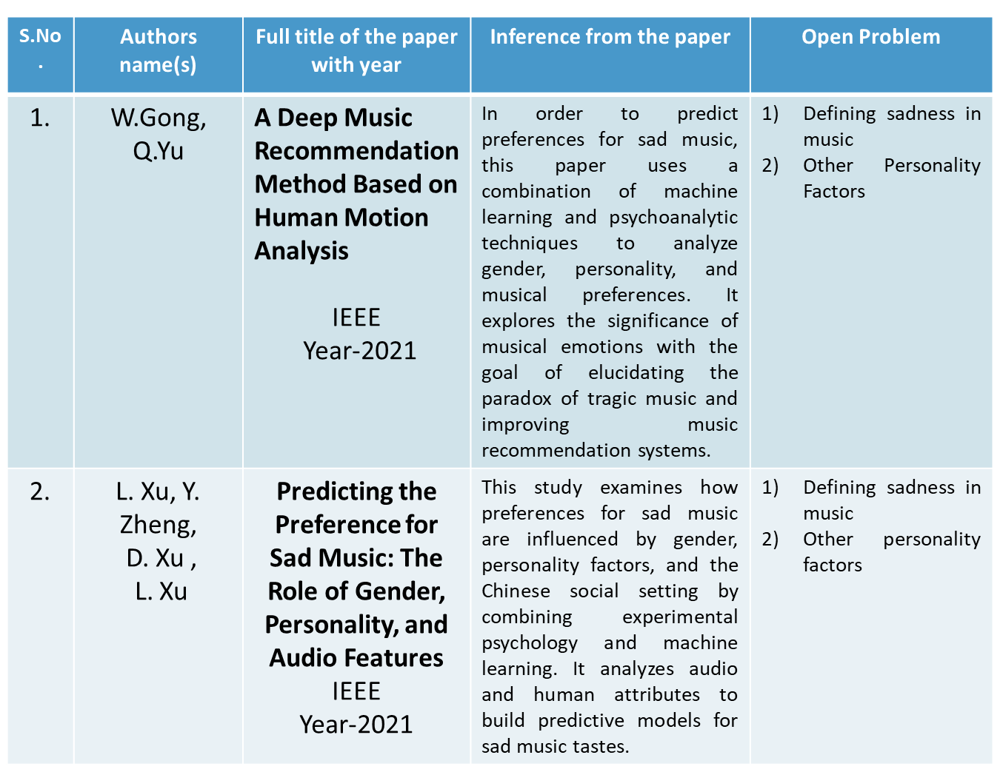 S.No
.
Authors
name(s)
Full title of the paper
with year
Inference from the paper
Open Problem
1.
W.Gong,
Q.Yu
A Deep Music
Recommendation
Method Based on
Human Motion
Analysis
IEEE
Year-2021
In order to predict
preferences for sad music,
this paper uses a
combination of machine
learning and psychoanalytic
techniques to analyze
gender, personality, and
musical preferences. It
explores the significance of
musical emotions with the
goal of elucidating the
paradox of tragic music and
improving music
recommendation systems.
1) Defining sadness in
music
2) Other Personality
Factors
2.
L. Xu, Y.
Zheng,
D. Xu ,
L. Xu
Predicting the
Preference for
Sad Music: The
Role of Gender,
Personality, and
Audio Features
IEEE
Year-2021
This study examines how
preferences for sad music
are influenced by gender,
personality factors, and the
Chinese social setting by
combining experimental
psychology and machine
learning. It analyzes audio
and human attributes to
build predictive models for
sad music tastes.
1) Defining sadness in
music
2) Other personality
factors